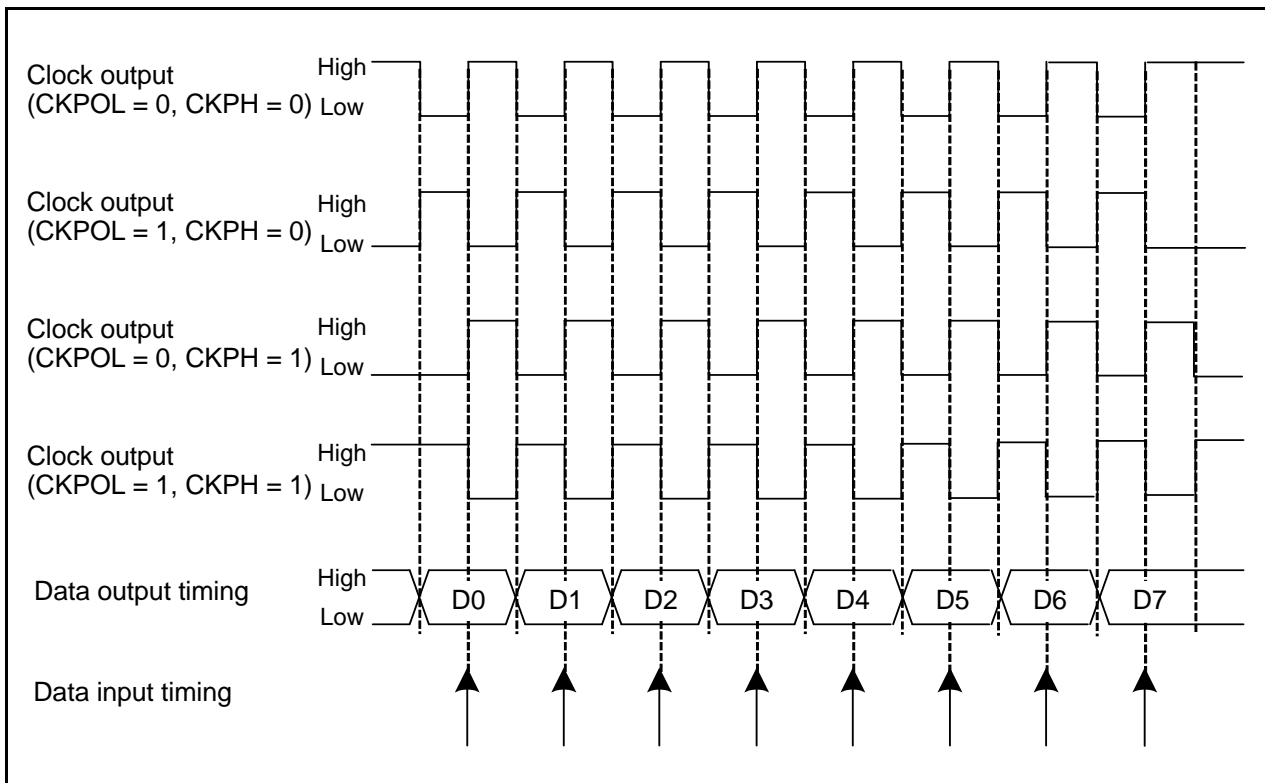 Clock output
(CKPOL = 0, CKPH = 0)
High
Low
Clock output
(CKPOL = 1, CKPH = 0)
High
Low
Clock output
(CKPOL = 0, CKPH = 1)
High
Low
Clock output
(CKPOL = 1, CKPH = 1)
High
Low
Data output timing
High
Low
D0 D1 D2 D3 D4 D5 D6 D7
Data input timing